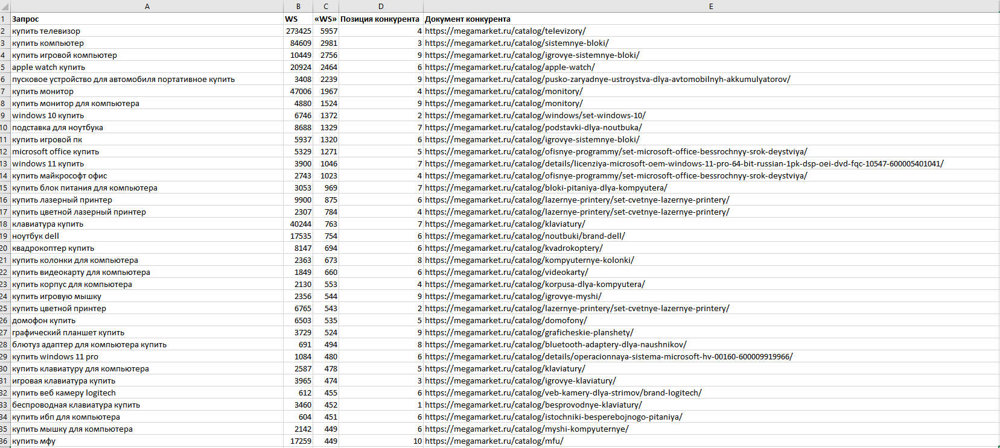 A B C D E
1 Запрос WS «WS» Позиция конкурента Документ конкурента
2 купить телевизор 273425 5957 4 https://megamarket.ru/catalog/televizory/
3 купить компьютер 84609 2981 3 https://megamarket.ru/catalog/sistemnye-bloki/
4 купить игровой компьютер 10449 2756 9 https://megamarket.ru/catalog/igrovye-sistemnye-bloki/
5 apple watch купить 20924 2464 6 https://megamarket.ru/catalog/apple-watch/
6 пусковое устройство для автомобиля портативное купить 3408 2239 9 https://megamarket.ru/catalog/pusko-zaryadnye-ustroystva-dlya-avtomobilnyh-akkumulyatorov/
7 купить монитор 47006 1967 4 https://megamarket.ru/catalog/monitory/
8 купить монитор для компьютера 4880 1524 9 https://megamarket.ru/catalog/monitory/
9 windows 10 купить 6746 1372 2 https://megamarket.ru/catalog/windows/set-windows-10/
10 подставка для ноутбука 8688 1329 7 https://megamarket.ru/catalog/podstavki-dlya-noutbuka/
11 купить игровой пк 5937 1320 6 https://megamarket.ru/catalog/igrovye-sistemnye-bloki/
12 microsoft office купить 5329 1271 5 https://megamarket.ru/catalog/ofisnye-programmy/set-microsoft-office-bessrochnyy-srok-deystviya/
13 windows 11 купить 3900 1046 7 https://megamarket.ru/catalog/details/licenziya-microsoft-oem-windows-11-pro-64-bit-russian-1pk-dsp-oei-dvd-fqc-10547-600005401041/
14 купить майкрософт офис 2743 1023 4 https://megamarket.ru/catalog/ofisnye-programmy/set-microsoft-office-bessrochnyy-srok-deystviya/
15 купить блок питания для компьютера 3053 969 7 https://megamarket.ru/catalog/bloki-pitaniya-dlya-kompyutera/
16 купить лазерный принтер 9900 875 6 https://megamarket.ru/catalog/lazernye-printery/set-cvetnye-lazernye-printery/
17 купить цветной лазерный принтер 2307 784 4 https://megamarket.ru/catalog/lazernye-printery/set-cvetnye-lazernye-printery/
18 клавиатура купить 40244 763 7 https://megamarket.ru/catalog/klaviatury/
19 ноутбук dell 17535 754 6 https://megamarket.ru/catalog/noutbuki/brand-dell/
20 квадрокоптер купить 8147 694 6 https://megamarket.ru/catalog/kvadrokoptery/
21 купить колонки для компьютера 2363 673 8 https://megamarket.ru/catalog/kompyuternye-kolonki/
22 купить видеокарту для компьютера 1849 660 6 https://megamarket.ru/catalog/videokarty/
23 купить корпус для компьютера 2130 553 4 https://megamarket.ru/catalog/korpusa-dlya-kompyutera/
24 купить игровую мышку 2356 544 9 https://megamarket.ru/catalog/igrovye-myshi/
25 купить цветной принтер 6765 543 2 https://megamarket.ru/catalog/lazernye-printery/set-cvetnye-lazernye-printery/
26 домофон купить 6503 535 5 https://megamarket.ru/catalog/domofony/
27 графический планшет купить 3729 524 9 https://megamarket.ru/catalog/graficheskie-planshety/
28 блютуз адаптер для компьютера купить 691 494 8 https://megamarket.ru/catalog/bluetooth-adaptery-dlya-naushnikov/
29 купить windows 11 pro 1084 480 6 https://megamarket.ru/catalog/details/operacionnaya-sistema-microsoft-hv-00160-600009919966/
30 купить клавиатуру для компьютера 2587 478 5 https://megamarket.ru/catalog/klaviatury/
31 игровая клавиатура купить 3965 474 3 https://megamarket.ru/catalog/igrovye-klaviatury/
32 купить веб камеру logitech 612 455 6 https://megamarket.ru/catalog/veb-kamery-dlya-strimov/brand-logitech/
33 беспроводная клавиатура купить 3460 452 1 https://megamarket.ru/catalog/besprovodnye-klaviatury/
34 купить ибп для компьютера 604 451 6 https://megamarket.ru/catalog/istochniki-besperebojnogo-pitaniya/
35 купить мышку для компьютера 2142 449 6 https://megamarket.ru/catalog/myshi-kompyuternye/
36 купить мфу 17259 449 10 https://megamarket.ru/catalog/mfu/